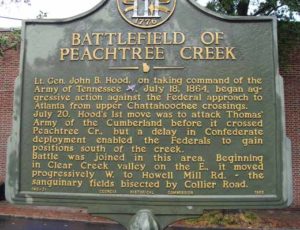 1776
BATTLEFIELD OF
PEACHTREE CREEK
Lt. Gen. John B. Hood, on taking command of the
Army of Tennessee July 18, 1864, began ag-
gressive action against the Federal approach to
Atlanta from upper Chattahoochee crossings.
July 20, Hood's 1st move was to attack Thomas'
Army of the Cumberland before it crossed
Peachtree Cr., but a delay in Confederate
deployment enabled the Federals to gain
positions south of the creek.
Battle was joined in this area. Beginning
in Clear Creek valley on the E., it moved
progressively W. to Howell Mill Rd. - the
sanguinary fields bisected by Collier Road.
GEORGIA HISTORICAL COMMISSION